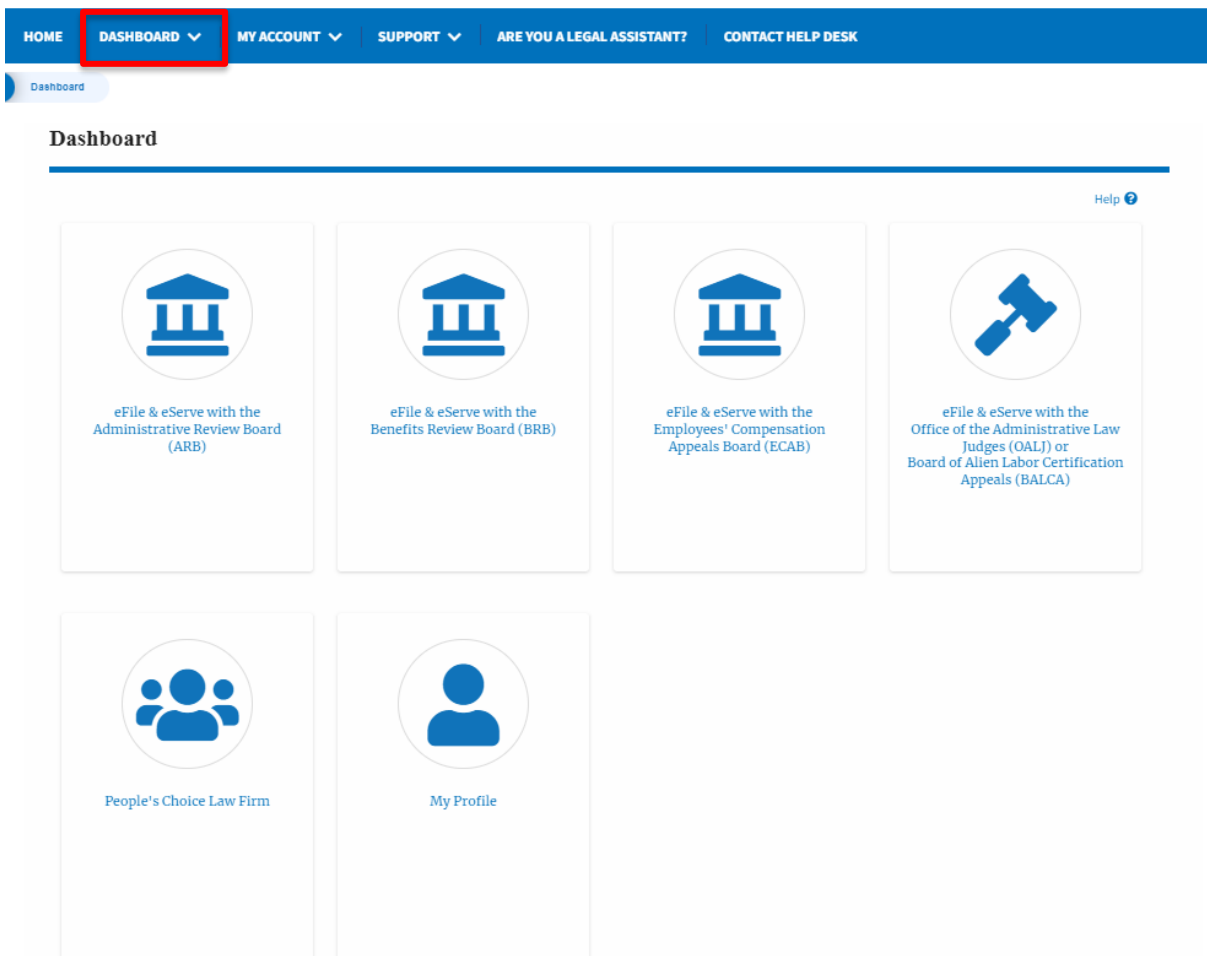 HOME DASHBOARD MY ACCOUNT SUPPORT ARE YOU A LEGAL ASSISTANT? CONTACT HELP DESK
Dashboard
Dashboard
Help
eFile & eServe with the
Administrative Review Board
(ARB)
eFile & eServe with the
Benefits Review Board (BRB)
eFile & eServe with the
Employees' Compensation
Appeals Board (ECAB)
eFile & eServe with the
Office of the Administrative Law
Judges (OALJ) or
Board of Alien Labor Certification
Appeals (BALCA)
People's Choice Law Firm
My Profile